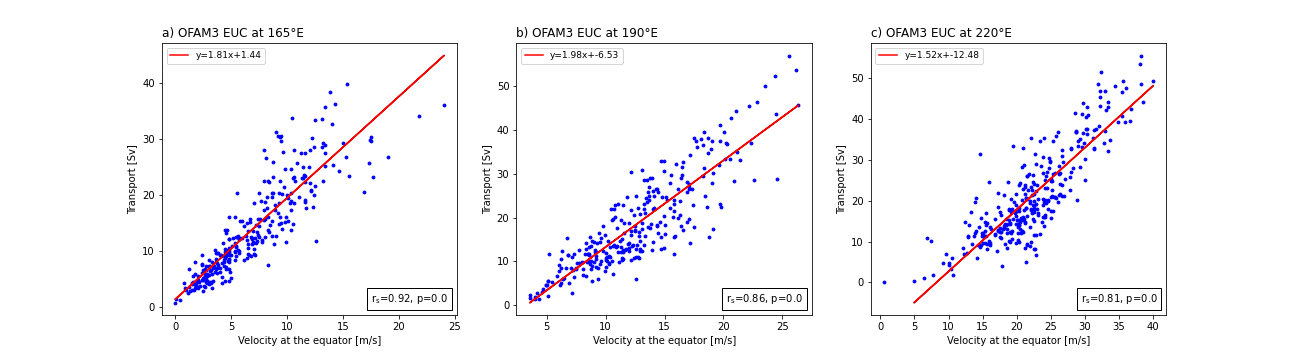 a) OFAM3 EUC at 165°E
y=1.81x+1.44
Transport [Sv]
40
30
20
10
0
rₛ=0.92, p=0.0
0 5 10 15 20 25
Velocity at the equator [m/s]
b) OFAM3 EUC at 190°E
y=1.98x+-6.53
Transport [Sv]
50
40
30
20
10
0
rₛ=0.86, p=0.0
5 10 15 20 25
Velocity at the equator [m/s]
c) OFAM3 EUC at 220°E
y=1.52x+-12.48
Transport [Sv]
50
40
30
20
10
0
rₛ=0.81, p=0.0
0 5 10 15 20 25 30 35 40
Velocity at the equator [m/s]